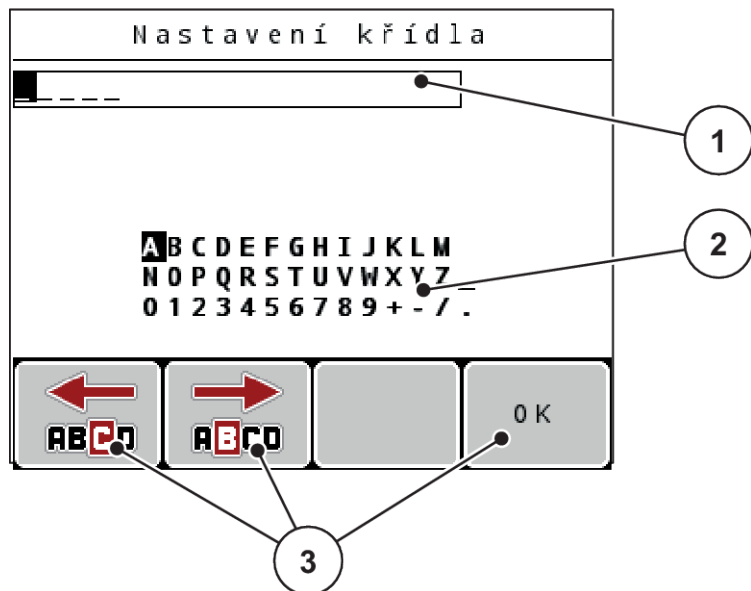 Nastavení křídla
_ _ _ _ _
1
ABCDEFGHIJKLM
2
NOPQRSTUVWXYZ_
0123456789+-/.
ABCD
ABCD
OK
3